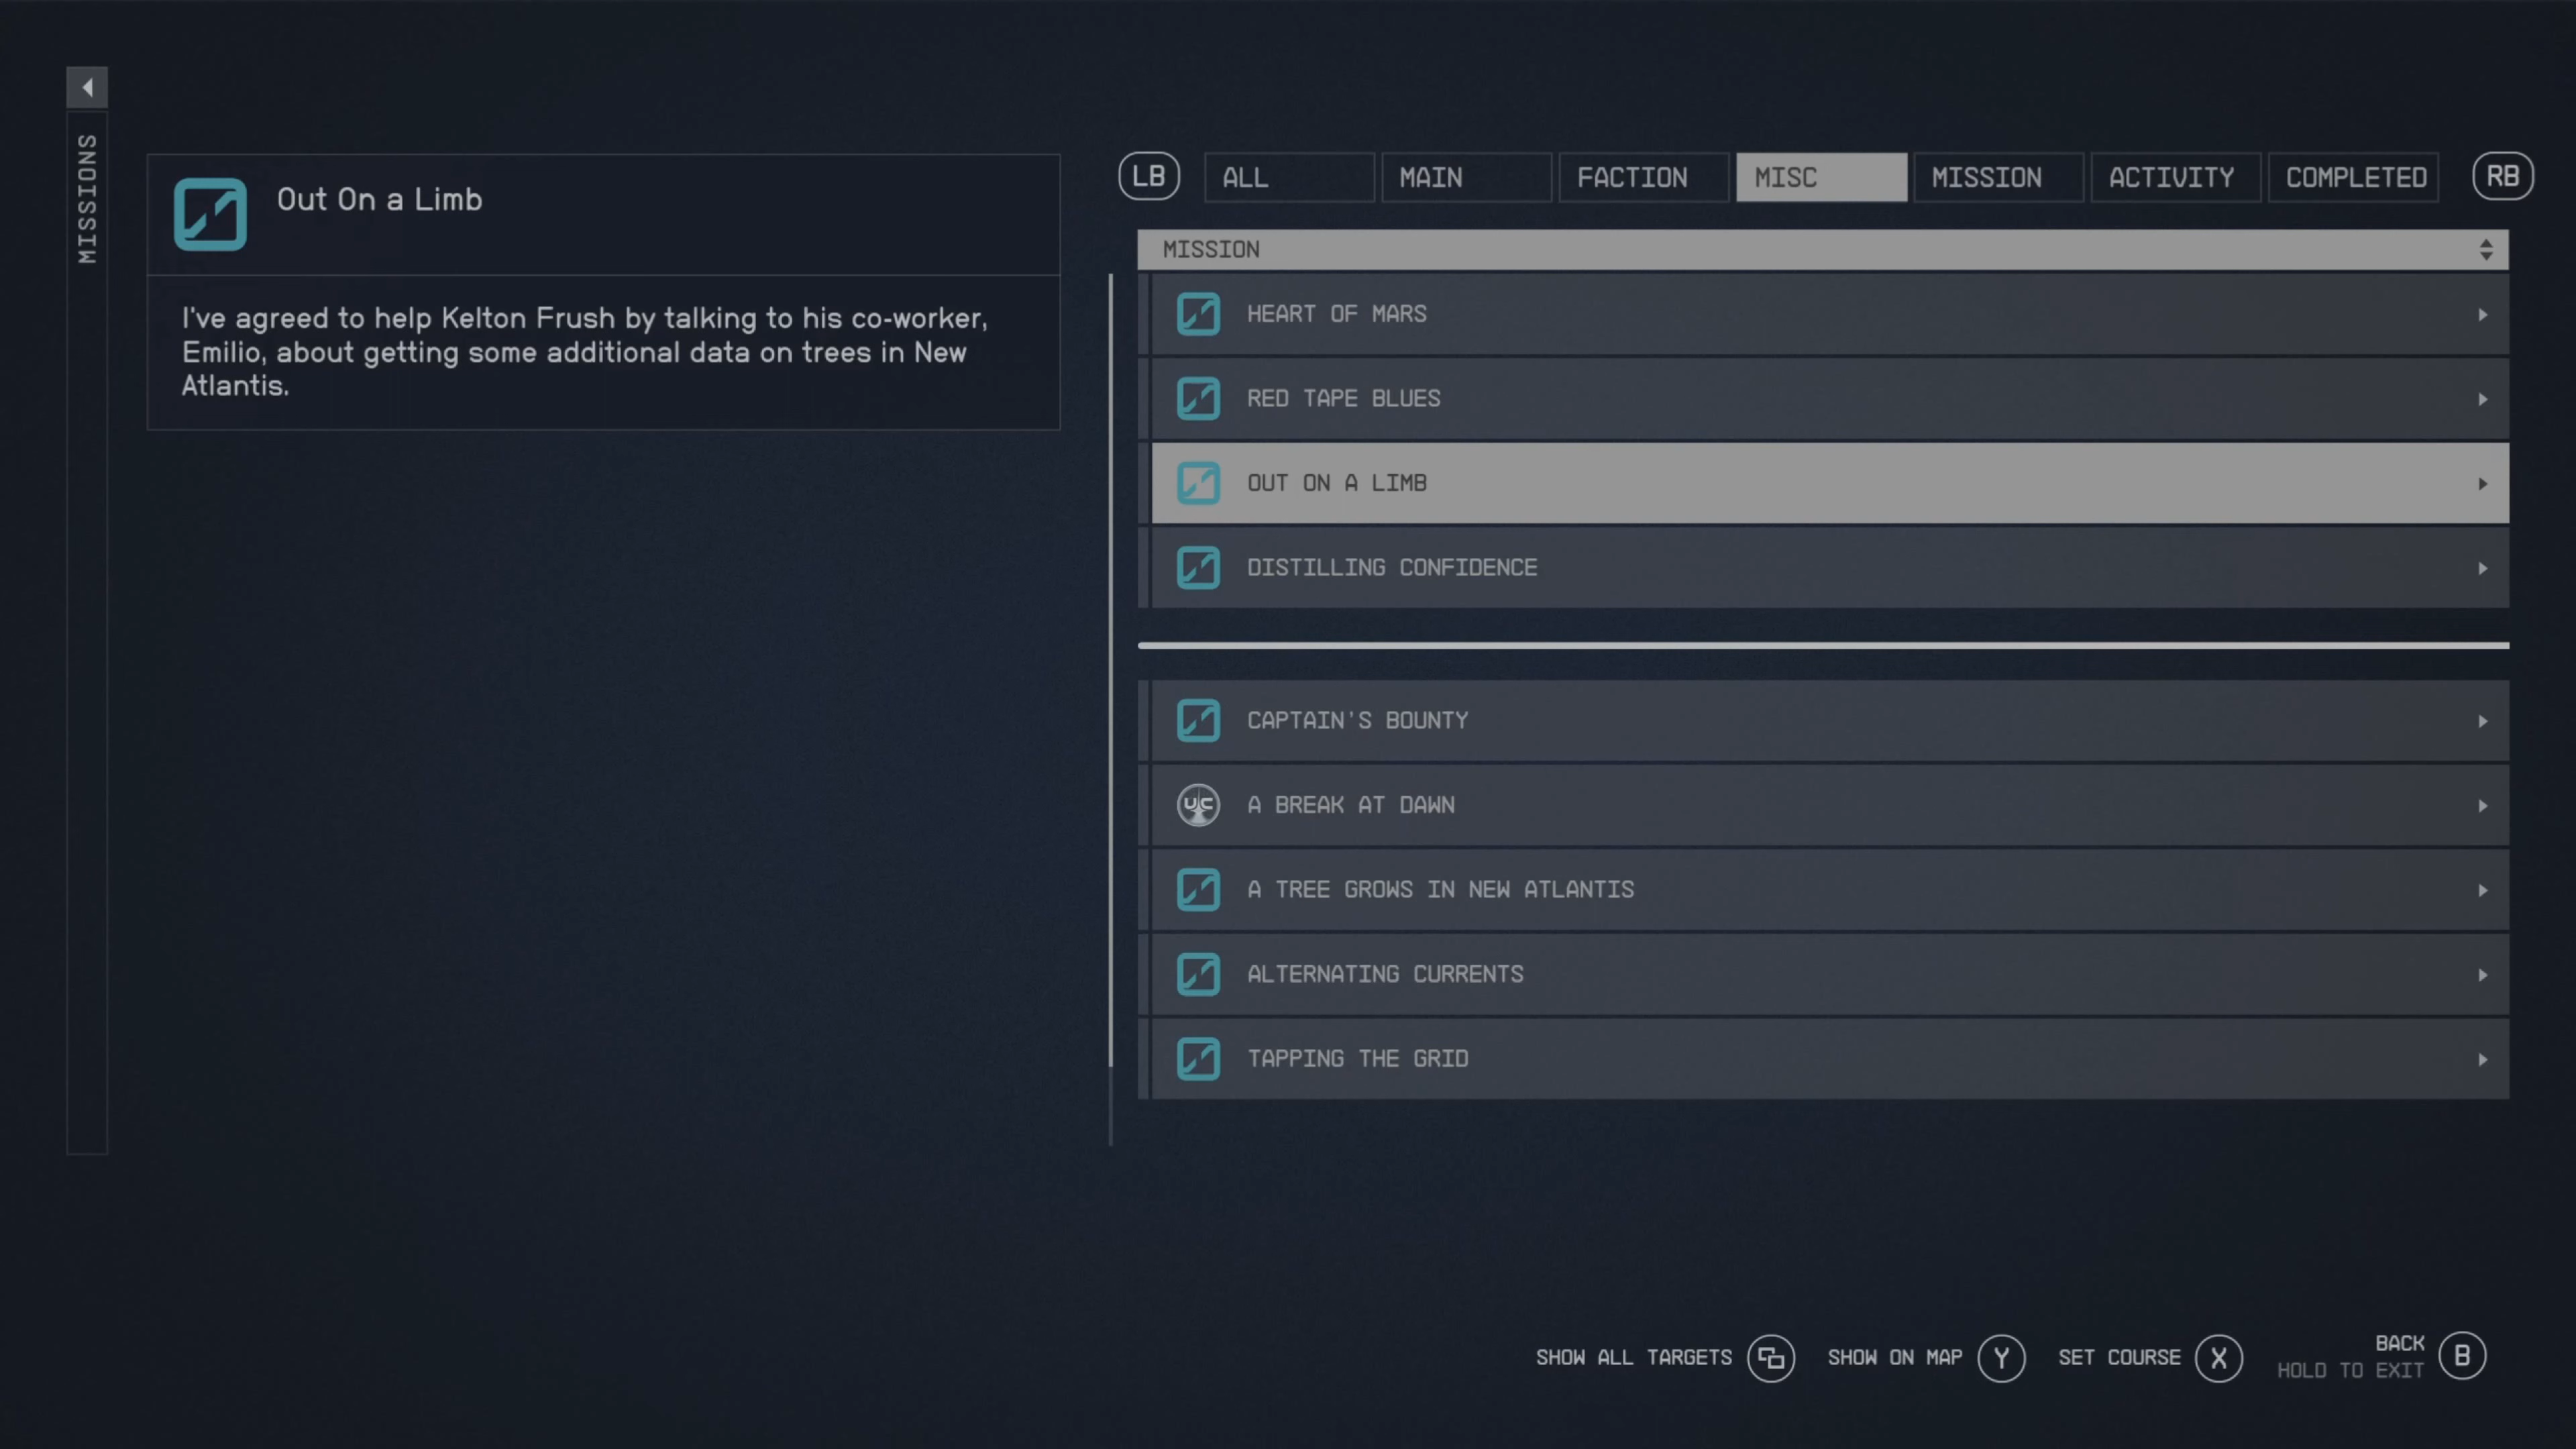 MISSIONS
Out On a Limb
I've agreed to help Kelton Frush by talking to his co-worker,
Emilio, about getting some additional data on trees in New
Atlantis.
LB ALL MAIN FACTION MISC MISSION ACTIVITY COMPLETED RB
MISSION
HEART OF MARS
RED TAPE BLUES
OUT ON A LIMB
DISTILLING CONFIDENCE
CAPTAIN'S BOUNTY
UC A BREAK AT DAWN
A TREE GROWS IN NEW ATLANTIS
ALTERNATING CURRENTS
TAPPING THE GRID
SHOW ALL TARGETS SHOW ON MAP Y SET COURSE X BACK B
HOLD TO EXIT